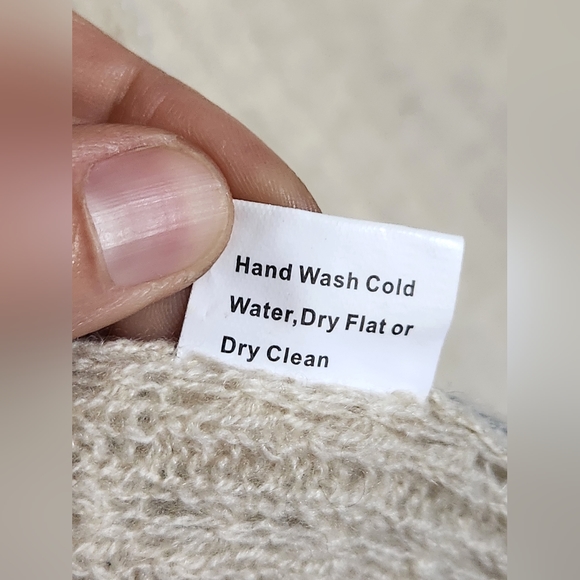 Hand Wash Cold
Water,Dry Flat or
Dry Clean